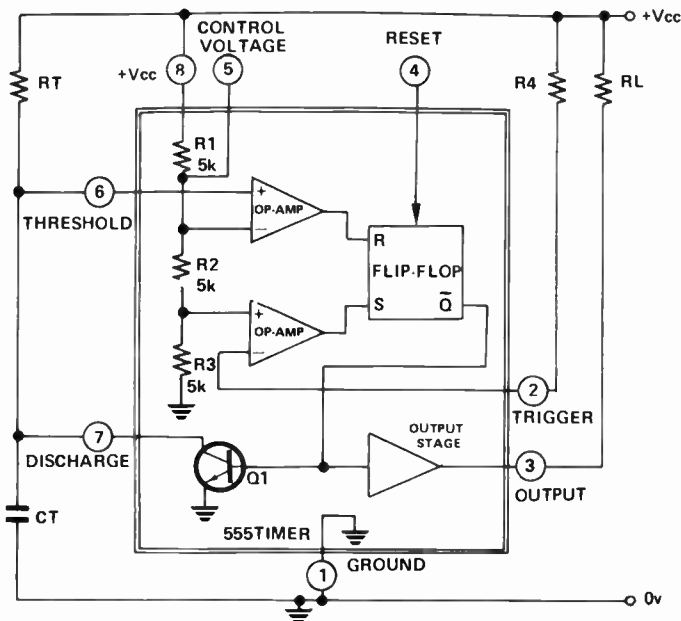 CONTROL
VOLTAGE
RESET
+Vcc
+Vcc
8
5
4
RT
R4
RL
R1
5k
6
THRESHOLD
+
OP-AMP
−
R
FLIP-FLOP
R2
5k
S
Q̅
+
OP-AMP
−
R3
5k
2
TRIGGER
7
DISCHARGE
OUTPUT
STAGE
Q1
3
OUTPUT
CT
555TIMER
GROUND
1
0v